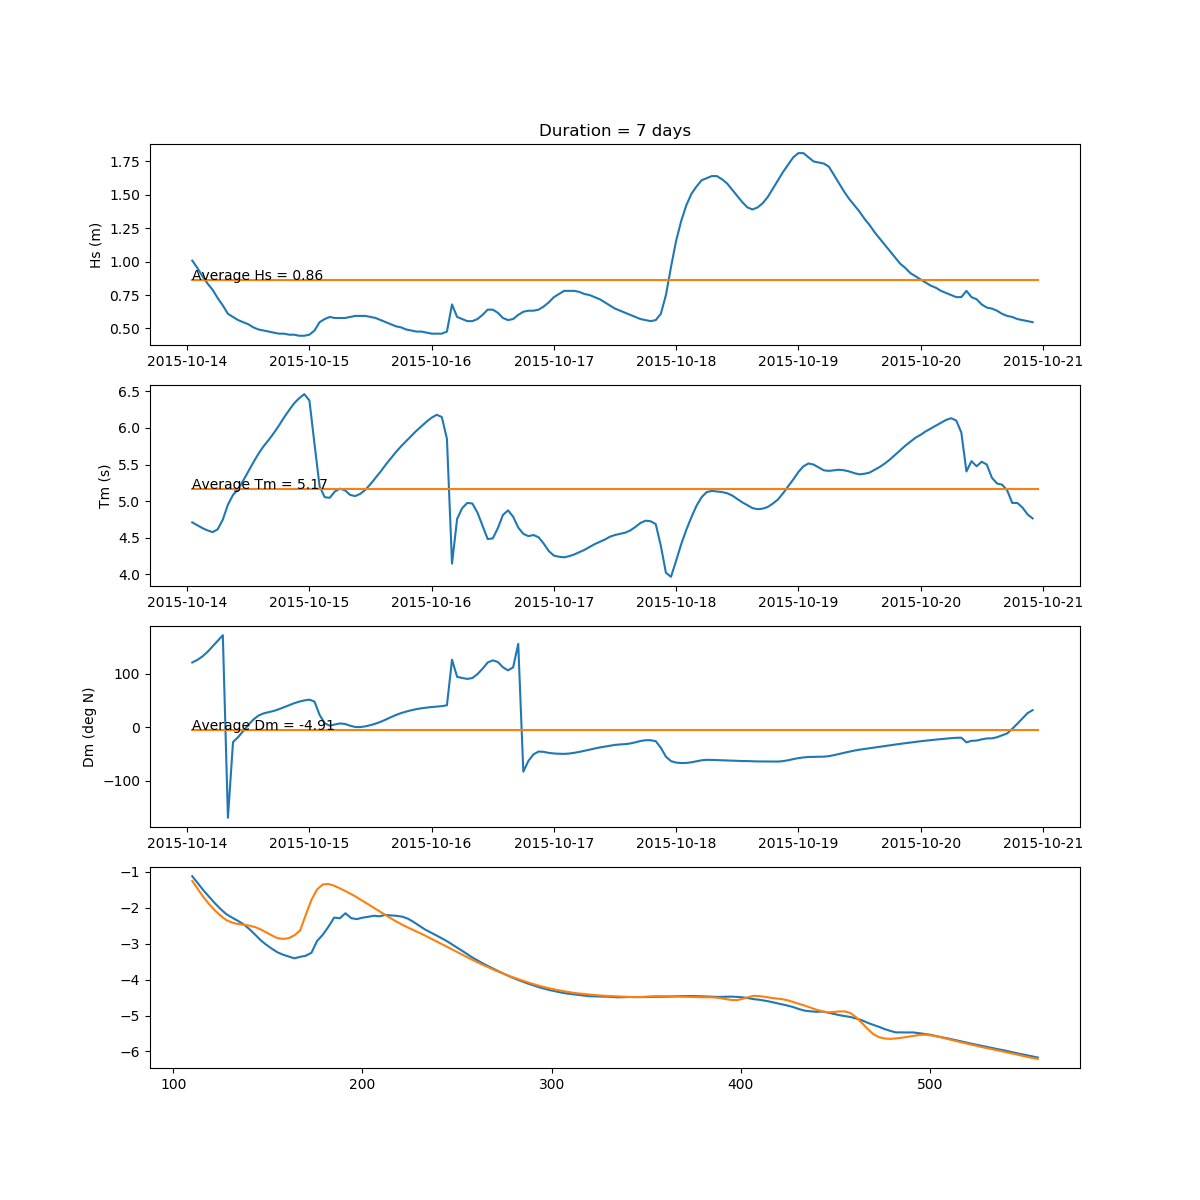 Duration = 7 days
1.75
1.50
1.25
1.00
0.75
0.50
Hs (m)
Average Hs = 0.86
2015-10-14 2015-10-15 2015-10-16 2015-10-17 2015-10-18 2015-10-19 2015-10-20 2015-10-21
6.5
6.0
5.5
5.0
4.5
4.0
Tm (s)
Average Tm = 5.17
2015-10-14 2015-10-15 2015-10-16 2015-10-17 2015-10-18 2015-10-19 2015-10-20 2015-10-21
100
0
−100
Dm (deg N)
Average Dm = -4.91
2015-10-14 2015-10-15 2015-10-16 2015-10-17 2015-10-18 2015-10-19 2015-10-20 2015-10-21
−1
−2
−3
−4
−5
−6
100 200 300 400 500